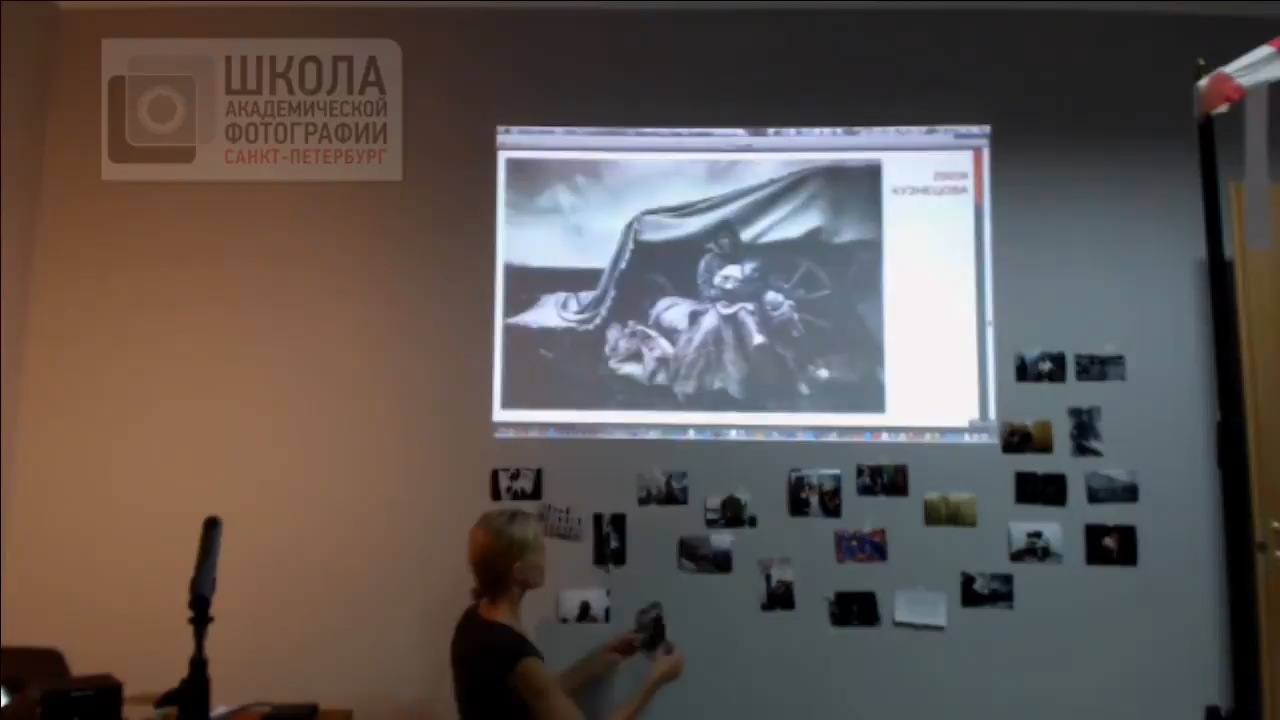 ШКОЛА
АКАДЕМИЧЕСКОЙ
ФОТОГРАФИИ
САНКТ-ПЕТЕРБУРГ
КУЗНЕЦОВА